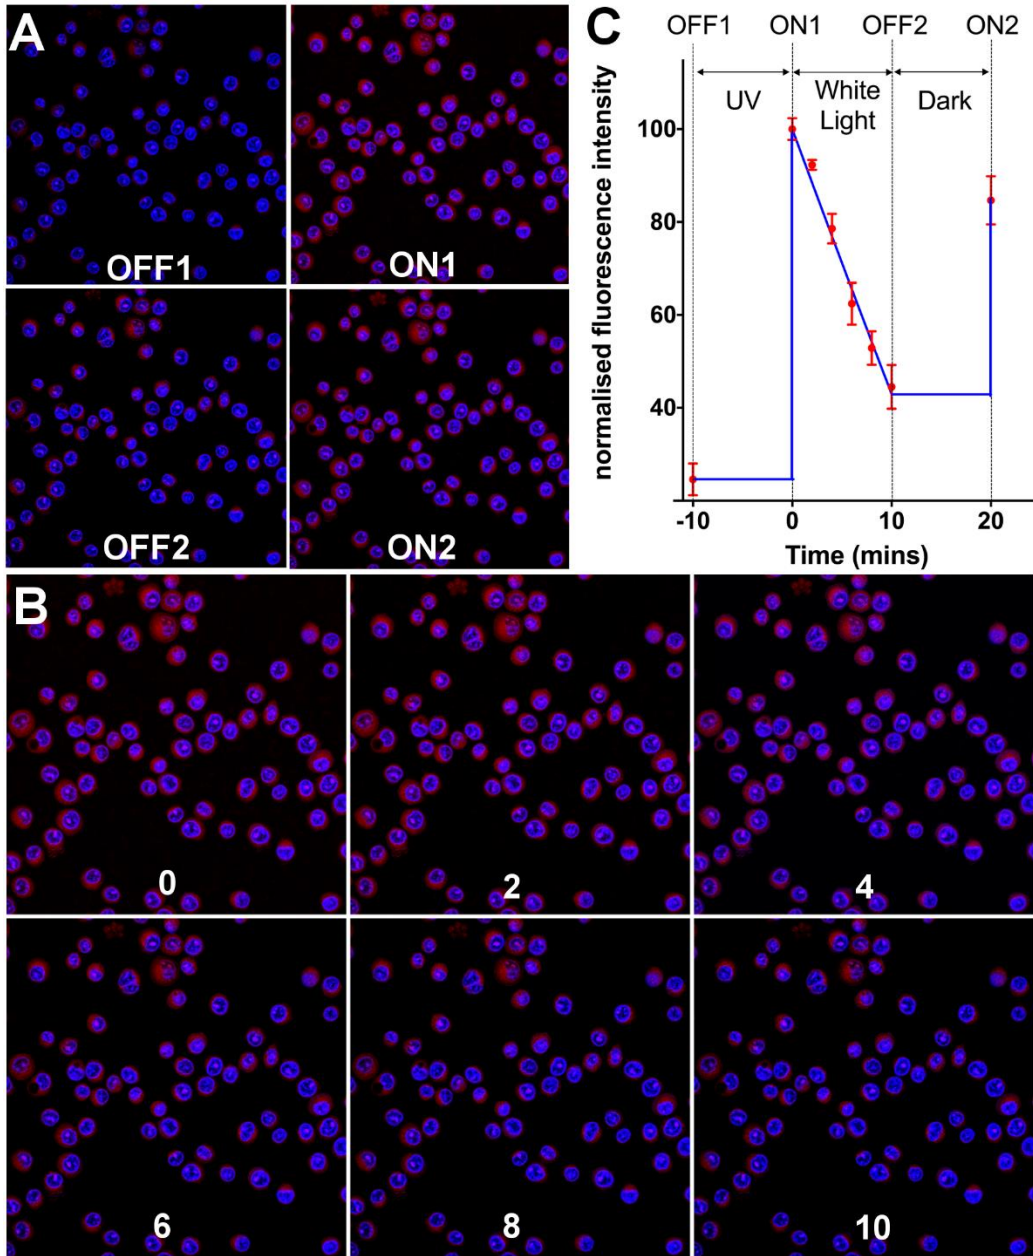 A
OFF1
ON1
OFF2
ON2
C
OFF1 ON1 OFF2 ON2
UV
White
Light
Dark
normalised fluorescence intensity
100
80
60
40
-10 0 10 20
Time (mins)
B
0
2
4
6
8
10